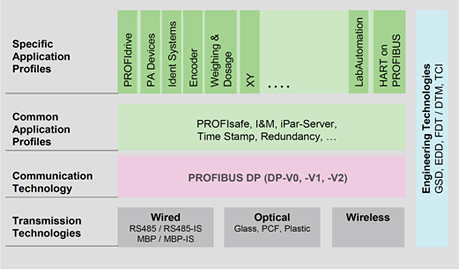 Specific
Application
Profiles
PROFIdrive
PA Devices
Ident Systems
Encoder
Weighing &
Dosage
XY
....
LabAutomation
HART on
PROFIBUS
Common
Application
Profiles
PROFIsafe, I&M, iPar-Server,
Time Stamp, Redundancy, …
Communication
Technology
PROFIBUS DP (DP-V0, -V1, -V2)
Transmission
Technologies
Wired
RS485 / RS485-IS
MBP / MBP-IS
Optical
Glass, PCF, Plastic
Wireless
Engineering Technologies
GSD, EDD, FDT / DTM, TCI